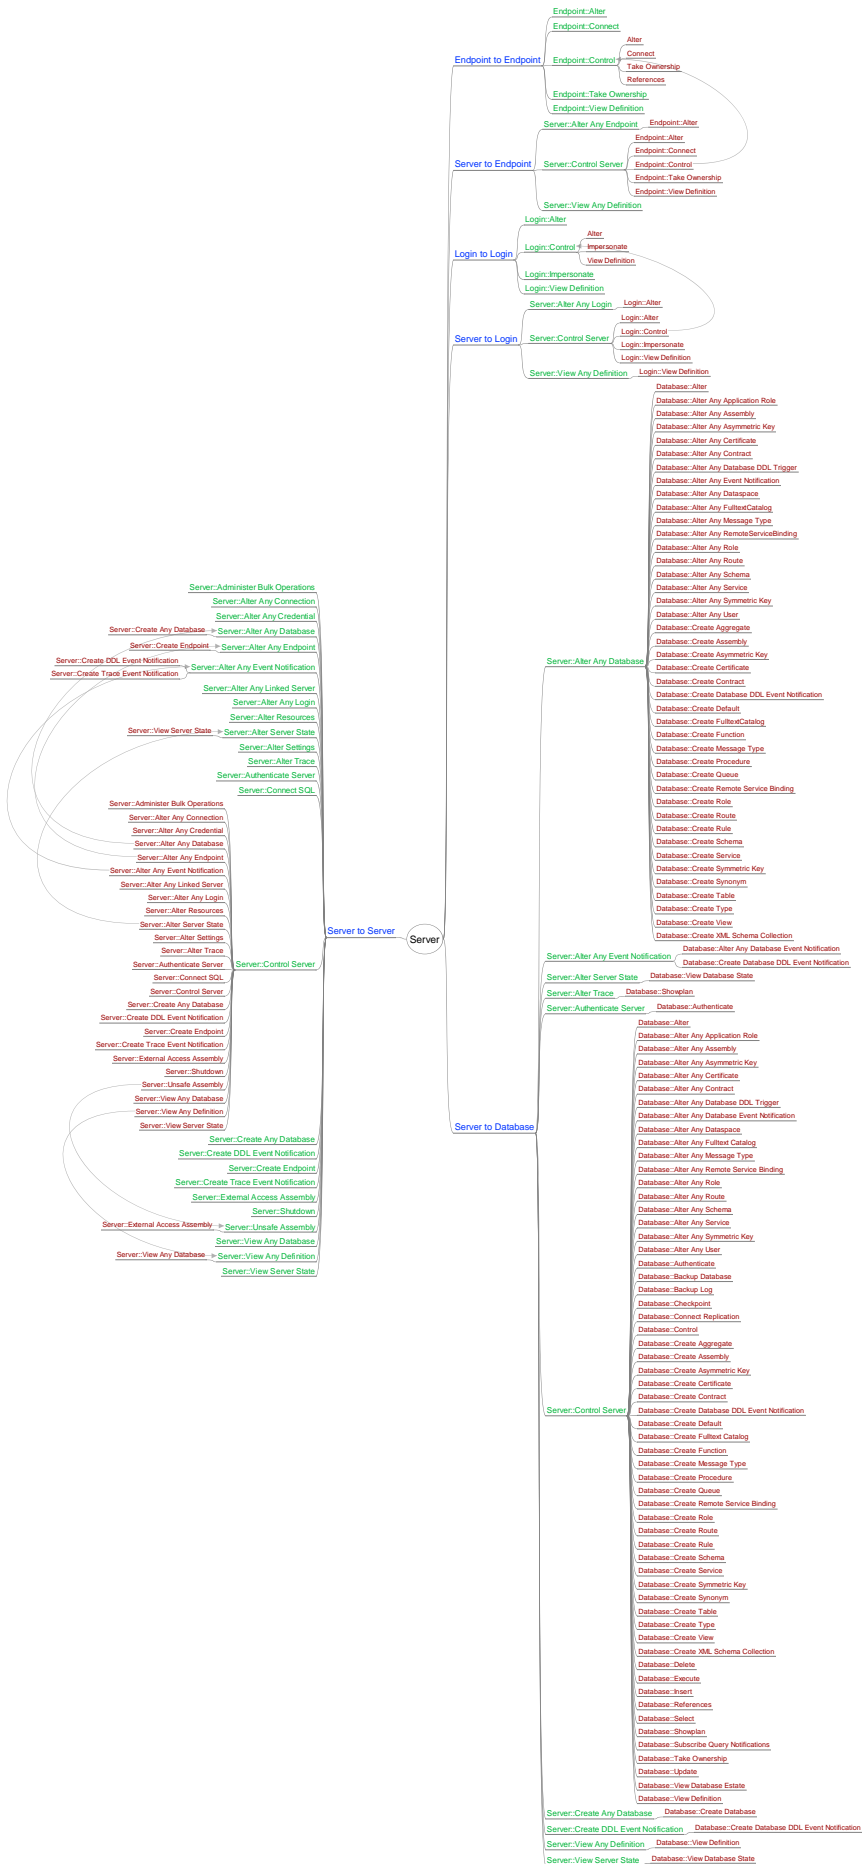 Endpoint to Endpoint
Endpoint::Alter
Endpoint::Connect
Endpoint::Control
Alter
Connect
Take Ownership
References
Endpoint::Take Ownership
Endpoint::View Definition
Server to Endpoint
Server::Alter Any Endpoint
Endpoint::Alter
Server::Control Server
Endpoint::Alter
Endpoint::Connect
Endpoint::Control
Endpoint::Take Ownership
Endpoint::View Definition
Server::View Any Definition
Login to Login
Login::Alter
Login::Control
Alter
Impersonate
View Definition
Login::Impersonate
Login::View Definition
Server to Login
Server::Alter Any Login
Login::Alter
Server::Control Server
Login::Alter
Login::Control
Login::Impersonate
Login::View Definition
Server::View Any Definition
Login::View Definition
Server
Server to Database
Server::Alter Any Database
Database::Alter
Database::Alter Any Application Role
Database::Alter Any Assembly
Database::Alter Any Asymmetric Key
Database::Alter Any Certificate
Database::Alter Any Contract
Database::Alter Any Database DDL Trigger
Database::Alter Any Event Notification
Database::Alter Any Dataspace
Database::Alter Any FulltextCatalog
Database::Alter Any Message Type
Database::Alter Any RemoteServiceBinding
Database::Alter Any Role
Database::Alter Any Route
Database::Alter Any Schema
Database::Alter Any Service
Database::Alter Any Symmetric Key
Database::Alter Any User
Database::Create Aggregate
Database::Create Assembly
Database::Create Asymmetric Key
Database::Create Certificate
Database::Create Contract
Database::Create Database DDL Event Notification
Database::Create Default
Database::Create FulltextCatalog
Database::Create Function
Database::Create Message Type
Database::Create Procedure
Database::Create Queue
Database::Create Remote Service Binding
Database::Create Role
Database::Create Route
Database::Create Rule
Database::Create Schema
Database::Create Service
Database::Create Symmetric Key
Database::Create Synonym
Database::Create Table
Database::Create Type
Database::Create View
Database::Create XML Schema Collection
Server::Alter Any Event Notification
Database::Alter Any Database Event Notification
Database::Create Database DDL Event Notification
Server::Alter Server State
Database::View Database State
Server::Alter Trace
Database::Showplan
Server::Authenticate Server
Database::Authenticate
Server::Control Server
Database::Alter
Database::Alter Any Application Role
Database::Alter Any Assembly
Database::Alter Any Asymmetric Key
Database::Alter Any Certificate
Database::Alter Any Contract
Database::Alter Any Database DDL Trigger
Database::Alter Any Database Event Notification
Database::Alter Any Dataspace
Database::Alter Any Fulltext Catalog
Database::Alter Any Message Type
Database::Alter Any Remote Service Binding
Database::Alter Any Role
Database::Alter Any Route
Database::Alter Any Schema
Database::Alter Any Service
Database::Alter Any Symmetric Key
Database::Alter Any User
Database::Authenticate
Database::Backup Database
Database::Backup Log
Database::Checkpoint
Database::Connect Replication
Database::Control
Database::Create Aggregate
Database::Create Assembly
Database::Create Asymmetric Key
Database::Create Certificate
Database::Create Contract
Database::Create Database DDL Event Notification
Database::Create Default
Database::Create Fulltext Catalog
Database::Create Function
Database::Create Message Type
Database::Create Procedure
Database::Create Queue
Database::Create Remote Service Binding
Database::Create Role
Database::Create Route
Database::Create Rule
Database::Create Schema
Database::Create Service
Database::Create Symmetric Key
Database::Create Synonym
Database::Create Table
Database::Create Type
Database::Create View
Database::Create XML Schema Collection
Database::Delete
Database::Execute
Database::Insert
Database::References
Database::Select
Database::Showplan
Database::Subscribe Query Notifications
Database::Take Ownership
Database::Update
Database::View Database Estate
Database::View Definition
Server::Create Any Database
Database::Create Database
Server::Create DDL Event Notification
Database::Create Database DDL Event Notification
Server::View Any Definition
Database::View Definition
Server::View Server State
Database::View Database State
Server to Server
Server::Administer Bulk Operations
Server::Alter Any Connection
Server::Alter Any Credential
Server::Alter Any Database
Server::Create Any Database
Server::Alter Any Endpoint
Server::Create Endpoint
Server::Alter Any Event Notification
Server::Create DDL Event Notification
Server::Create Trace Event Notification
Server::Alter Any Linked Server
Server::Alter Any Login
Server::Alter Resources
Server::Alter Server State
Server::View Server State
Server::Alter Settings
Server::Alter Trace
Server::Authenticate Server
Server::Connect SQL
Server::Control Server
Server::Administer Bulk Operations
Server::Alter Any Connection
Server::Alter Any Credential
Server::Alter Any Database
Server::Alter Any Endpoint
Server::Alter Any Event Notification
Server::Alter Any Linked Server
Server::Alter Any Login
Server::Alter Resources
Server::Alter Server State
Server::Alter Settings
Server::Alter Trace
Server::Authenticate Server
Server::Connect SQL
Server::Control Server
Server::Create Any Database
Server::Create DDL Event Notification
Server::Create Endpoint
Server::Create Trace Event Notification
Server::External Access Assembly
Server::Shutdown
Server::Unsafe Assembly
Server::View Any Database
Server::View Any Definition
Server::View Server State
Server::Create Any Database
Server::Create DDL Event Notification
Server::Create Endpoint
Server::Create Trace Event Notification
Server::External Access Assembly
Server::Shutdown
Server::Unsafe Assembly
Server::External Access Assembly
Server::View Any Database
Server::View Any Definition
Server::View Any Database
Server::View Server State